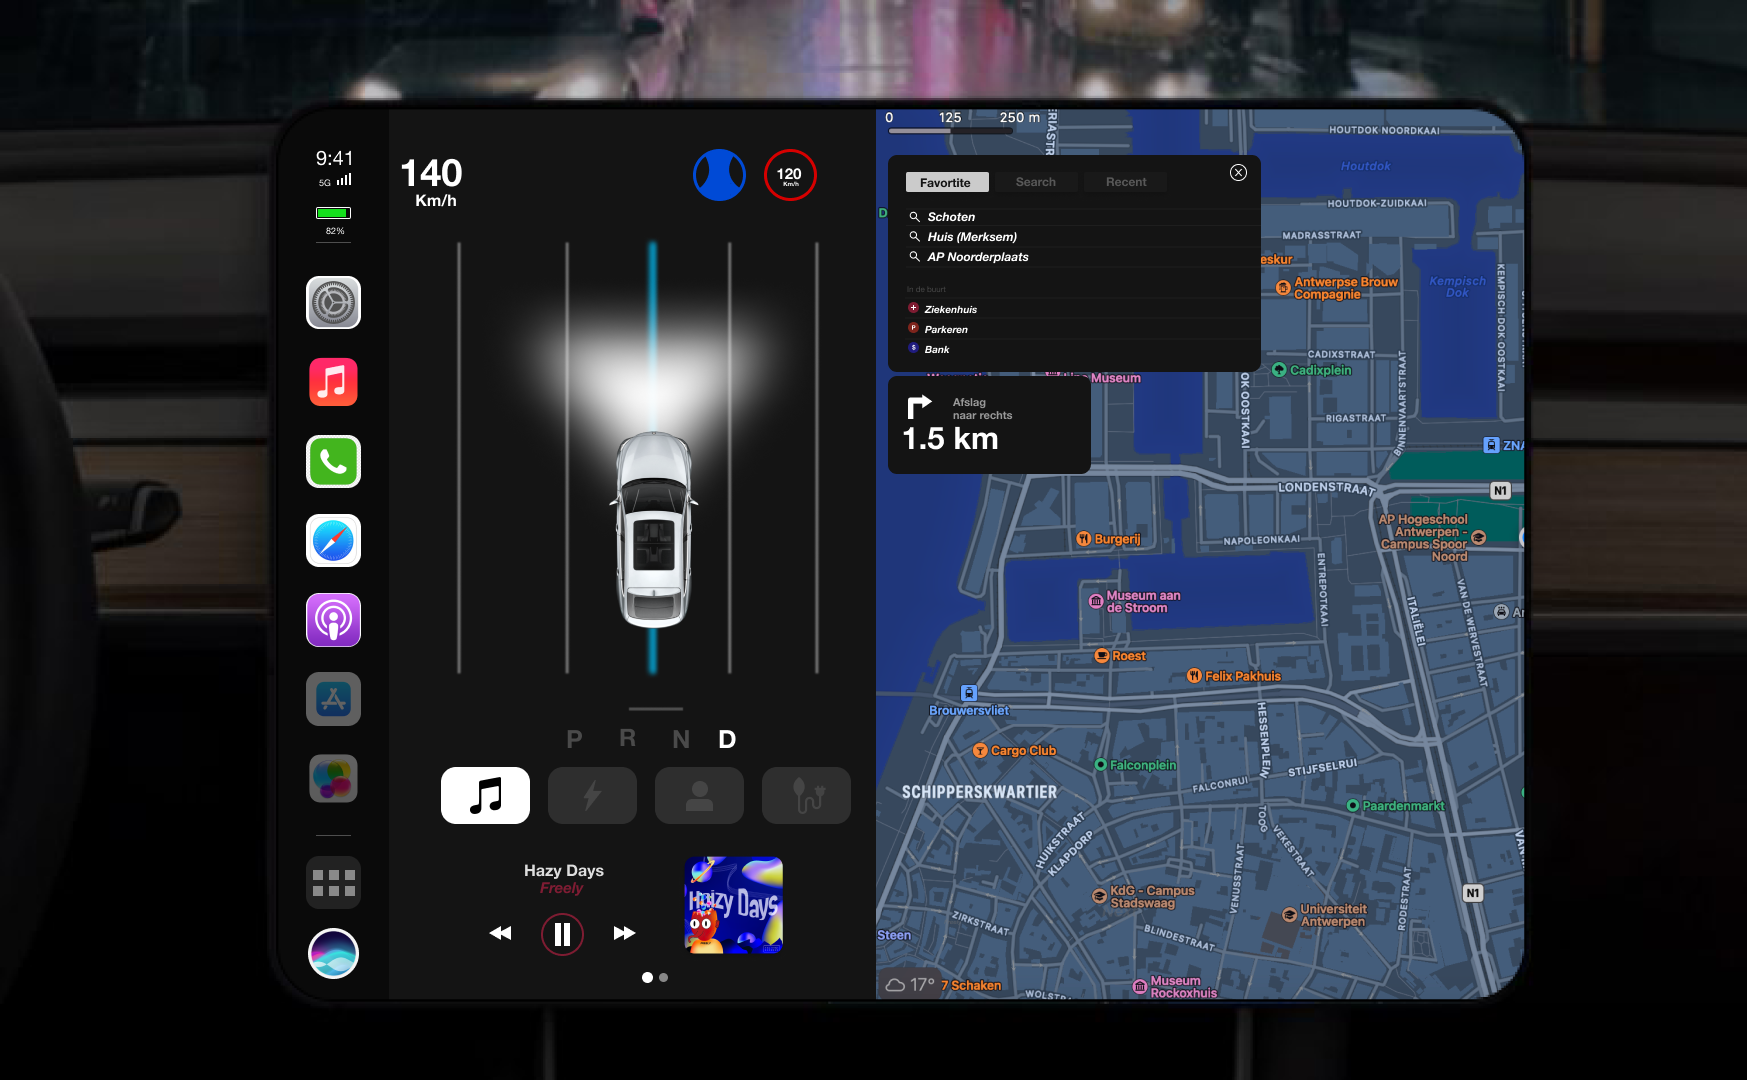 9:41
5G
82%
140
Km/h
120
Km/h
P R N D
Hazy Days
Freely
Hazy Days
0 125 250 m
Favortite Search Recent
Schoten
Huis (Merksem)
AP Noorderplaats
In de buurt
Ziekenhuis
P
Parkeren
$
Bank
Afslag
naar rechts
1.5 km
HOUTDOK-NOORDKAAI
Houtdok
HOUTDOK-ZUIDKAAI
MADRASSTRAAT
D
eskur
Antwerpse Brouw
Compagnie
Kempisch
Dok
KEMPISCH-DOK-OOSTKAAI
CADIXSTRAAT
Cadixplein
Museum
RIGASTRAAT
BINNENVAARTSTRAAT
OK-OOSTKAAI
ERIASTR
ZNA
LONDENSTRAAT
N1
AP Hogeschool
Antwerpen -
Campus Spoor
Noord
Burgerij
NAPOLEONKAAI
ENTREPOTKAAI
Museum aan
de Stroom
ITALIËLEI
VAN DE WERVESTRAAT
An
Roest
Felix Pakhuis
Brouwersvliet
HESSENPLEIN
Cargo Club
Falconplein
STIJFSELRUI
FALCONRUI
SCHIPPERSKWARTIER
Paardenmarkt
TOOG
HUIKSTRAAT
KLAPDORP
VEKESTRAAT
VENUSSTRAAT
KdG - Campus
Stadswaag
N1
Universiteit
Antwerpen
RODESTRAAT
ZIRKSTRAAT
BLINDESTRAAT
Steen
17°
7 Schaken
WOLSTR
Museum
Rockoxhuis